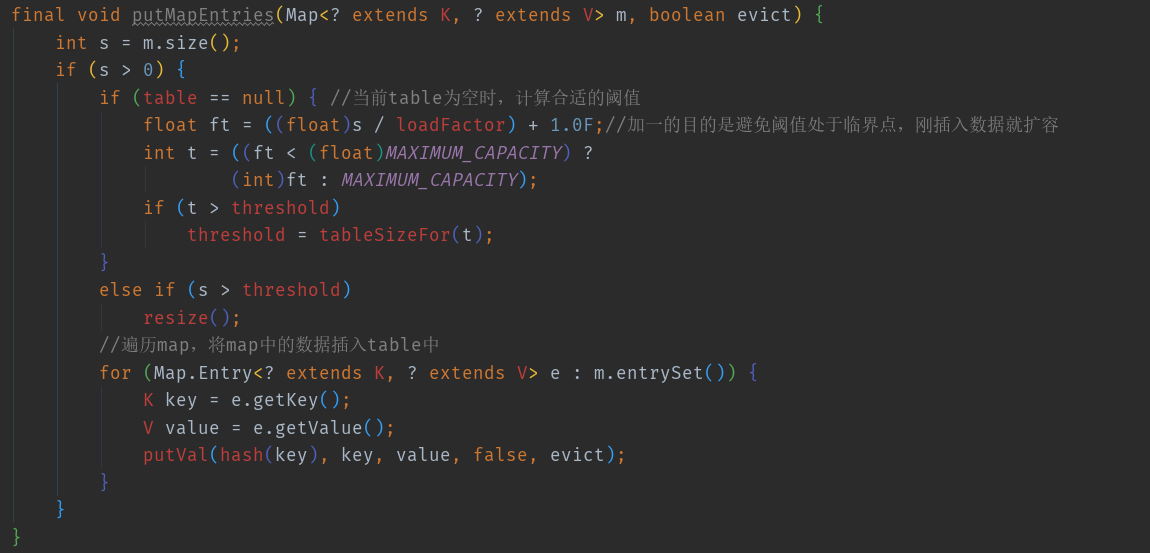 final void putMapEntries(Map<? extends K, ? extends V> m, boolean evict) {
    int s = m.size();
    if (s > 0) {
        if (table == null) { //当前table为空时，计算合适的阈值
            float ft = ((float)s / loadFactor) + 1.0F;//加一的目的是避免阈值处于临界点，刚插入数据就扩容
            int t = ((ft < (float)MAXIMUM_CAPACITY) ?
                    (int)ft : MAXIMUM_CAPACITY);
            if (t > threshold)
                threshold = tableSizeFor(t);
        }
        else if (s > threshold)
            resize();
        //遍历map，将map中的数据插入table中
        for (Map.Entry<? extends K, ? extends V> e : m.entrySet()) {
            K key = e.getKey();
            V value = e.getValue();
            putVal(hash(key), key, value, false, evict);
        }
    }
}